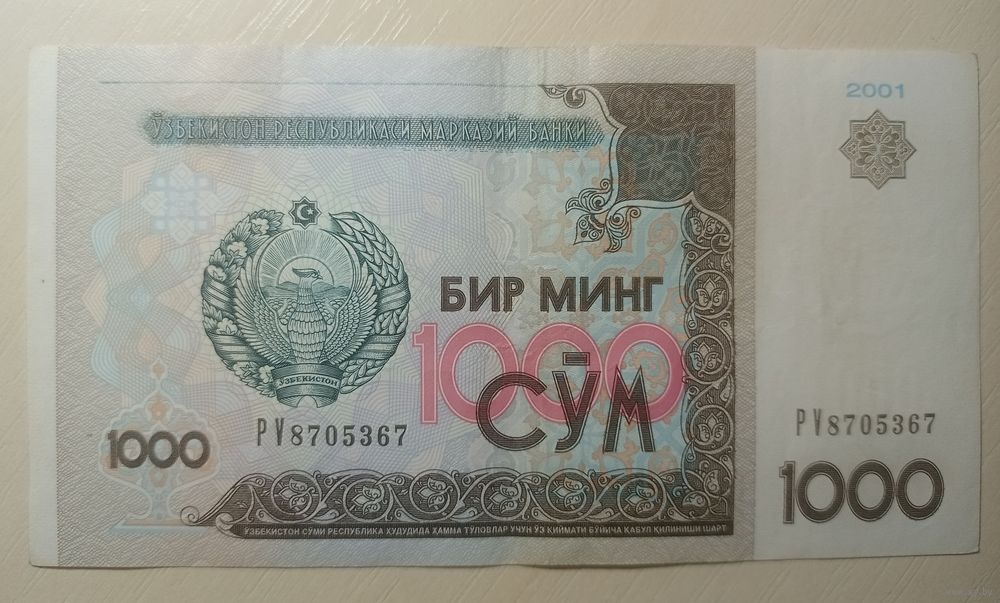 2001
ЎЗБЕКИСТОН РЕСПУБЛИКАСИ МАРКАЗИЙ БАНКИ
БИР МИНГ
1000
СЎМ
ЎЗБЕКИСТОН
PV8705367
PV8705367
1000
1000
ЎЗБЕКИСТОН СЎМИ РЕСПУБЛИКА ҲУДУДИДА ҲАММА ТЎЛОВЛАР УЧУН ЎЗ ҚИЙМАТИ БЎЙИЧА ҚАБУЛ ҚИЛИНИШИ ШАРТ